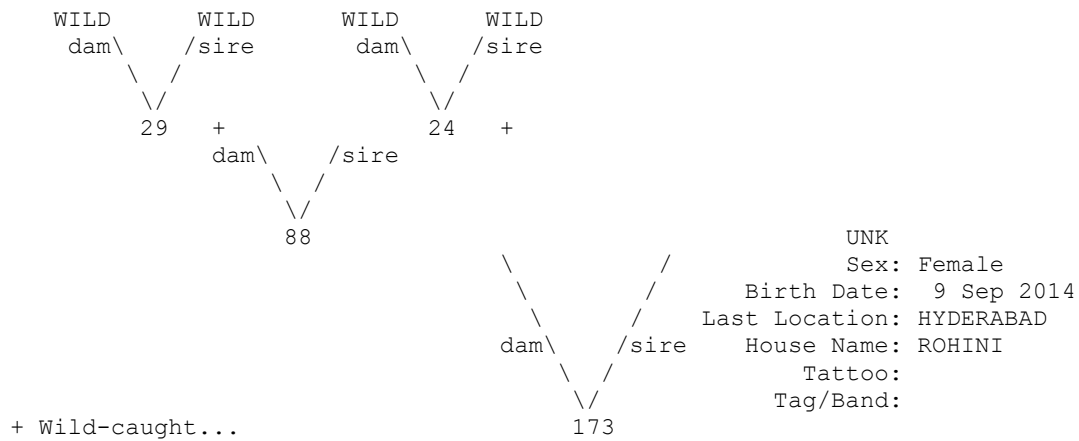 WILD WILD WILD WILD
dam\ /sire dam\ /sire
\ / \ /
\/ \/
29 + 24 +
dam\ /sire
\ /
\/
88 UNK
\ / Sex: Female
\ / Birth Date: 9 Sep 2014
\ / Last Location: HYDERABAD
dam\ /sire House Name: ROHINI
\ / Tattoo:
\/ Tag/Band:
+ Wild-caught... 173